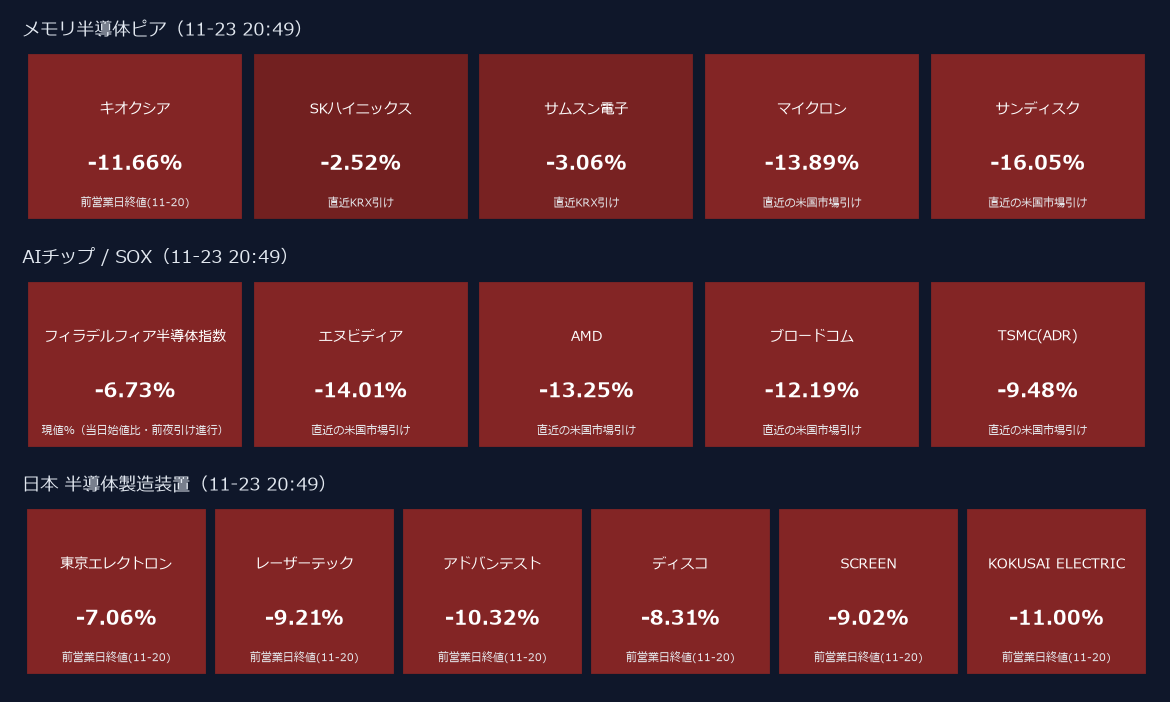 メモリ半導体ピア（11-23 20:49）
キオクシア
-11.66%
前営業日終値(11-20)
SKハイニックス
-2.52%
直近KRX引け
サムスン電子
-3.06%
直近KRX引け
マイクロン
-13.89%
直近の米国市場引け
サンディスク
-16.05%
直近の米国市場引け
AIチップ / SOX（11-23 20:49）
フィラデルフィア半導体指数
-6.73%
現値%（当日始値比・前夜引け進行）
エヌビディア
-14.01%
直近の米国市場引け
AMD
-13.25%
直近の米国市場引け
ブロードコム
-12.19%
直近の米国市場引け
TSMC(ADR)
-9.48%
直近の米国市場引け
日本 半導体製造装置（11-23 20:49）
東京エレクトロン
-7.06%
前営業日終値(11-20)
レーザーテック
-9.21%
前営業日終値(11-20)
アドバンテスト
-10.32%
前営業日終値(11-20)
ディスコ
-8.31%
前営業日終値(11-20)
SCREEN
-9.02%
前営業日終値(11-20)
KOKUSAI ELECTRIC
-11.00%
前営業日終値(11-20)